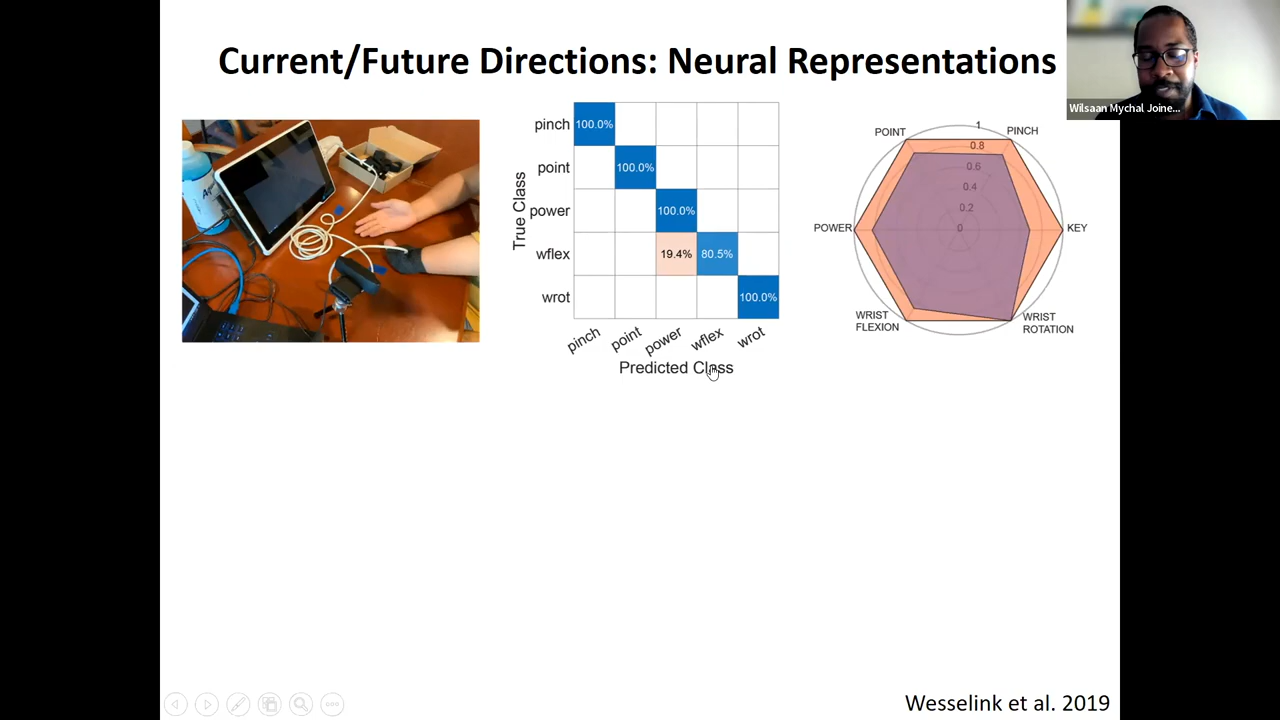 Current/Future Directions: Neural Representations
Wilsaan Mychal Joine...
True Class
pinch
point
power
wflex
wrot
100.0%
100.0%
100.0%
19.4% 80.5%
100.0%
pinch point power wflex wrot
Predicted Class
POINT
PINCH
KEY
WRIST
ROTATION
WRIST
FLEXION
POWER
1
0.8
0.6
0.4
0.2
0
Wesselink et al. 2019